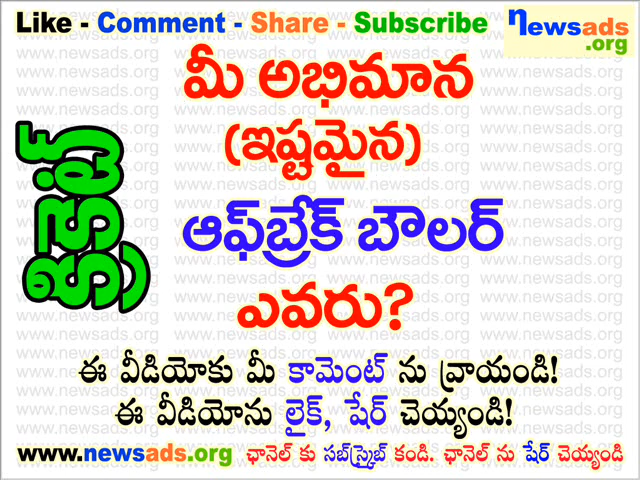 Like - Comment - Share - Subscribe
newsads
.org
మీ అభిమాన
(ఇష్టమైన)
క్రికెట్
ఆఫ్‌బ్రేక్ బౌలర్
ఎవరు?
ఈ వీడియోకు మీ కామెంట్ ను వ్రాయండి!
ఈ వీడియోను లైక్, షేర్ చెయ్యండి!
www.newsads.org ఛానెల్ కు సబ్‌స్క్రైబ్ కండి. ఛానెల్ ను షేర్ చెయ్యండి